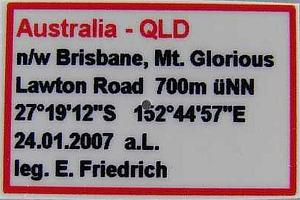 Australia - QLD
n/w Brisbane, Mt. Glorious
Lawton Road 700m üNN
27°19'12"S 152°44'57"E
24.01.2007 a.L.
leg. E. Friedrich